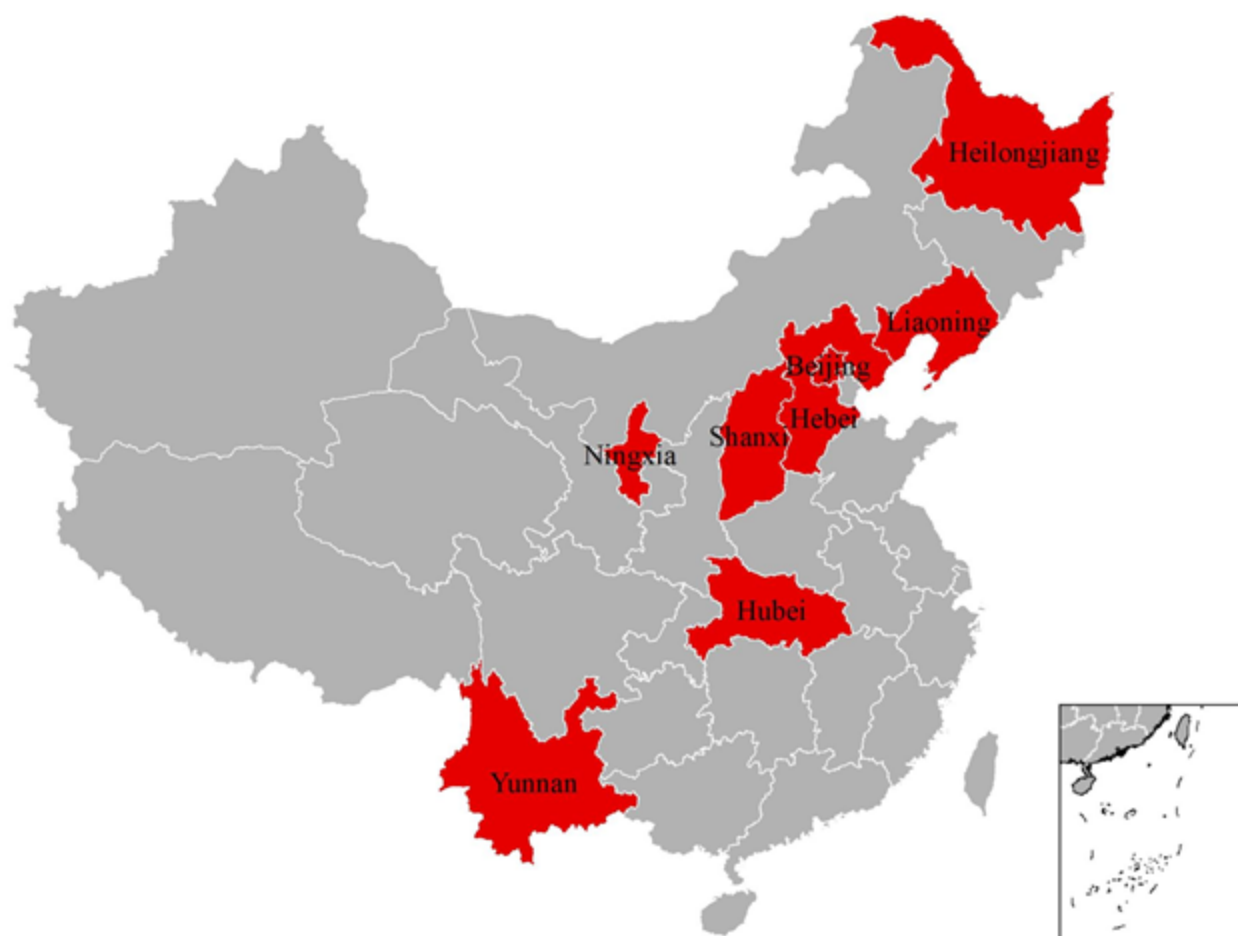 Heilongjiang
Liaoning
Beijing
Hebei
Shanxi
Ningxia
Hubei
Yunnan